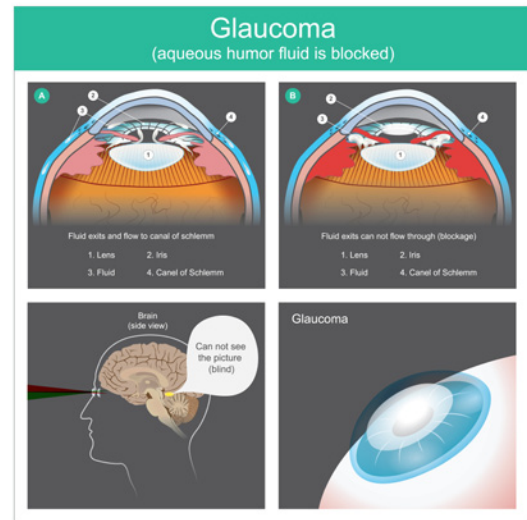 Glaucoma
(aqueous humor fluid is blocked)
A
2
3
4
1
Fluid exits and flow to canal of schlemm
1. Lens 2. Iris
3. Fluid 4. Canel of Schlemm
B
2
3
4
1
Fluid exits can not flow through (blockage)
1. Lens 2. Iris
3. Fluid 4. Canel of Schlemm
Brain
(side view)
Can not see
the picture
(blind)
Glaucoma